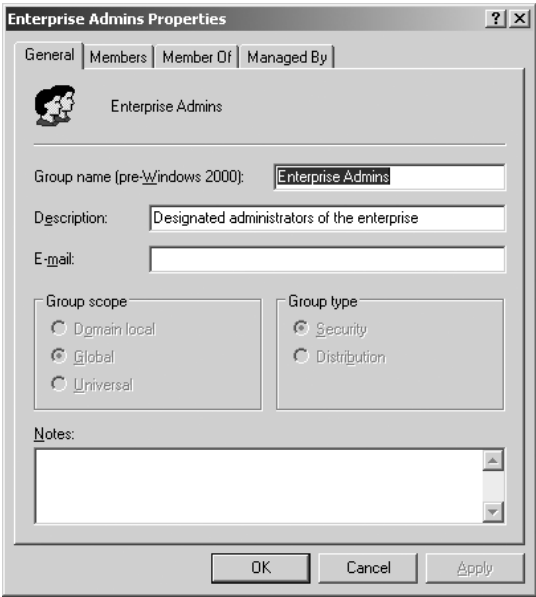 Enterprise Admins Properties
General Members Member Of Managed By
Enterprise Admins
Group name (pre-Windows 2000): Enterprise Admins
Description: Designated administrators of the enterprise
E-mail:
Group scope Group type
Domain local Security
Global Distribution
Universal
Notes:
OK Cancel Apply